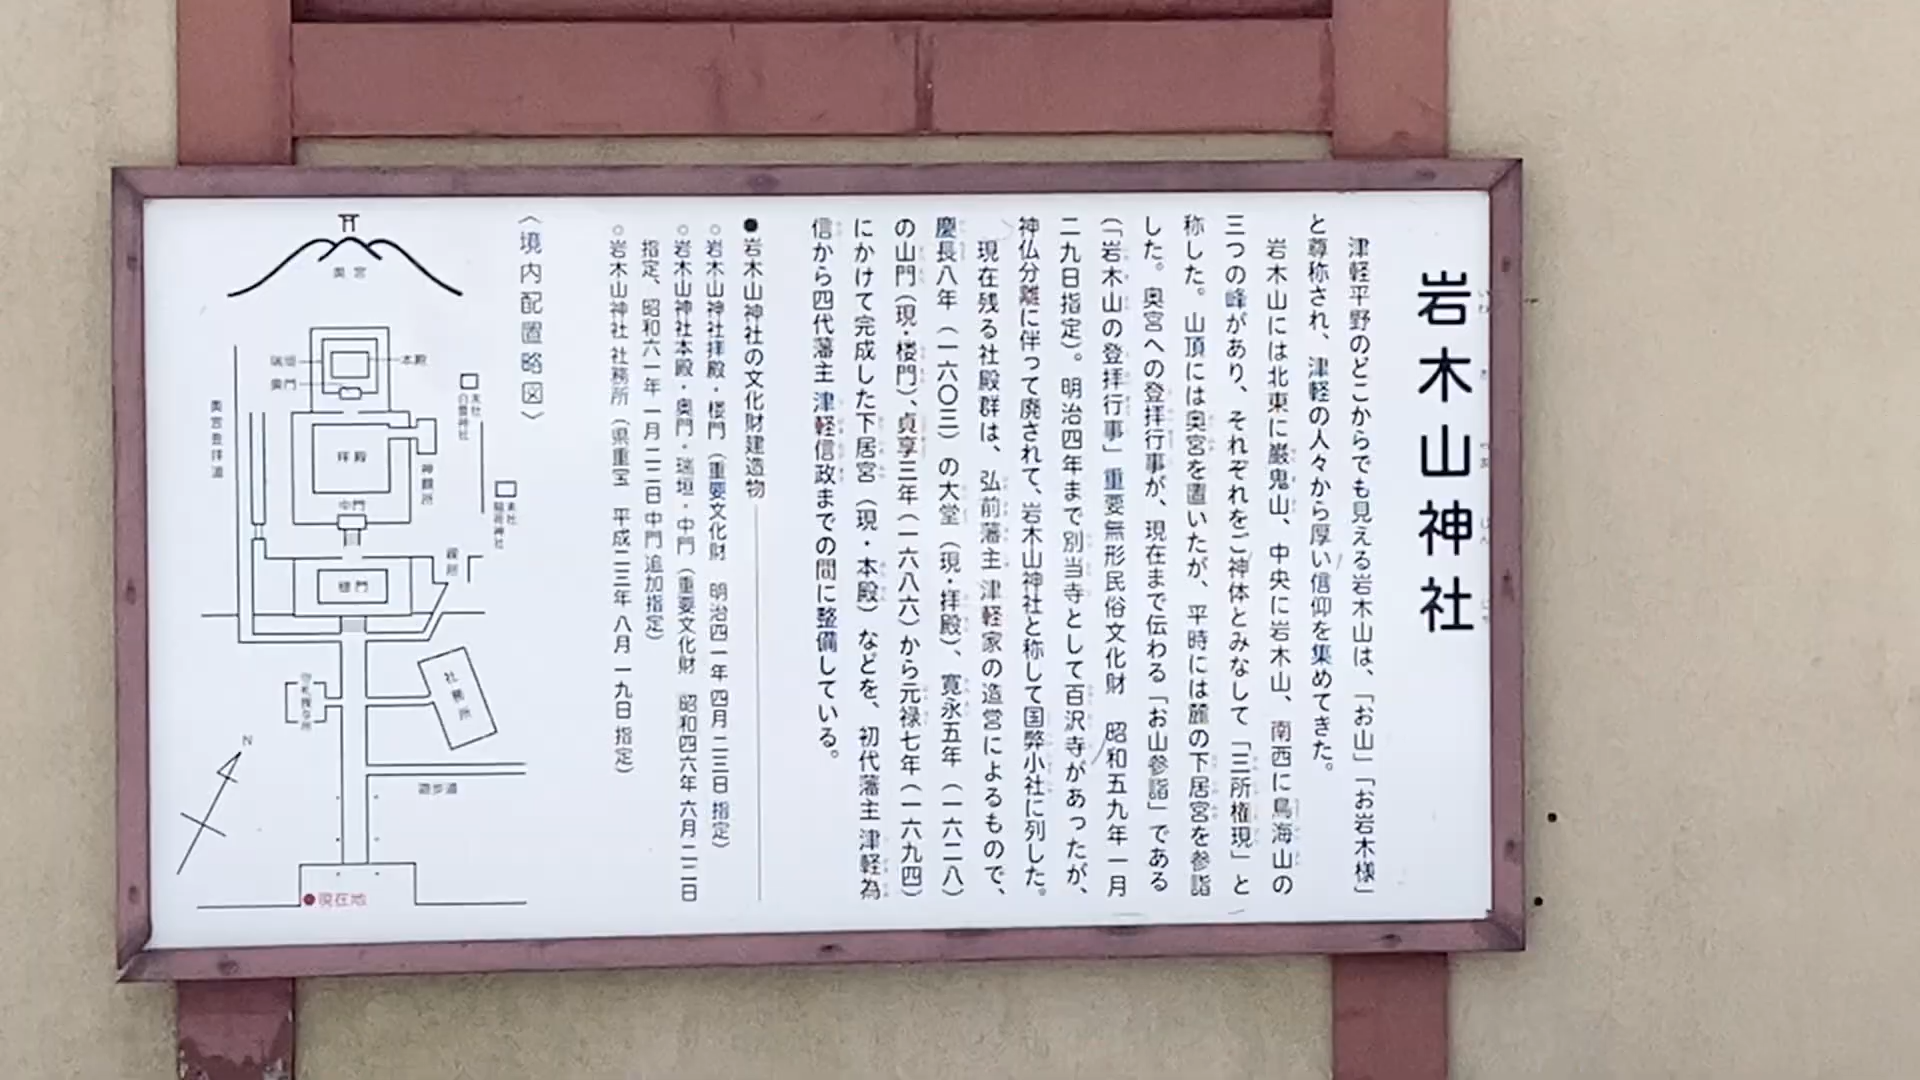 岩木山神社
津軽平野のどこからでも見える岩木山は、「お山」「お岩木様」
と尊称され、津軽の人々から厚い信仰を集めてきた。
岩木山には北東に巌鬼山、中央に岩木山、南西に鳥海山の
三つの峰があり、それぞれをご神体とみなして「三所権現」と
称した。山頂には奥宮を置いたが、平時には麓の下居宮を参詣
した。奥宮への登拝行事が、現在まで伝わる「お山参詣」である
（「岩木山の登拝行事」重要無形民俗文化財 昭和五九年一月
二九日指定）。明治四年まで別当寺として百沢寺があったが、
神仏分離に伴って廃されて、岩木山神社と称して国弊小社に列した。
現在残る社殿群は、弘前藩主 津軽家の造営によるもので、
慶長八年（一六〇三）の大堂（現・拝殿）、寛永五年（一六二八）
の山門（現・楼門）、貞享三年（一六八六）から元禄七年（一六九四）
にかけて完成した下居宮（現・本殿）などを、初代藩主 津軽為
信から四代藩主 津軽信政までの間に整備している。
●岩木山神社の文化財建造物
○岩木山神社拝殿・楼門（重要文化財 明治四一年四月二三日 指定）
○岩木山神社本殿・奥門・瑞垣・中門（重要文化財 昭和四六年六月二二日
指定、昭和六一年一月二二日 中門 追加指定）
○岩木山神社 社務所（県重宝 平成二三年八月一九日 指定）
〈境内配置略図〉
奥宮
本殿
瑞垣
奥門
末社
白雲神社
奥宮登拝道
拝殿
神饌所
中門
末社
稲荷神社
楼門
社務所
N
遊歩道
●現在地